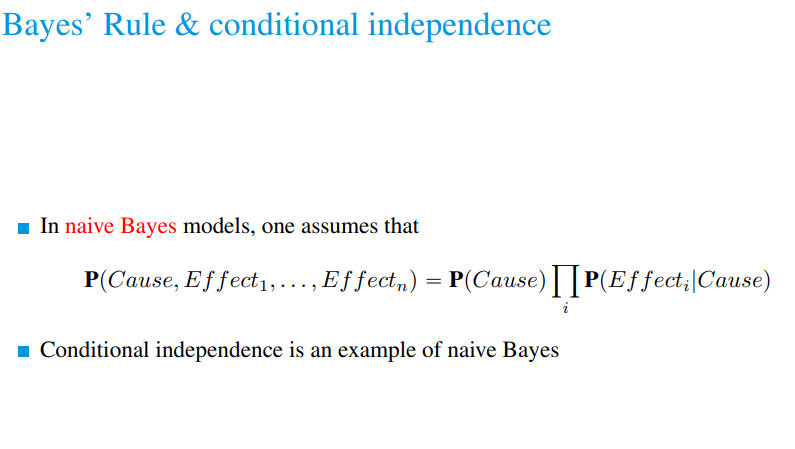 Bayes’ Rule & conditional independence
In naive Bayes models, one assumes that
P(Cause, Effect₁, . . . , Effectₙ) = P(Cause) ∏ᵢ P(Effectᵢ|Cause)
Conditional independence is an example of naive Bayes